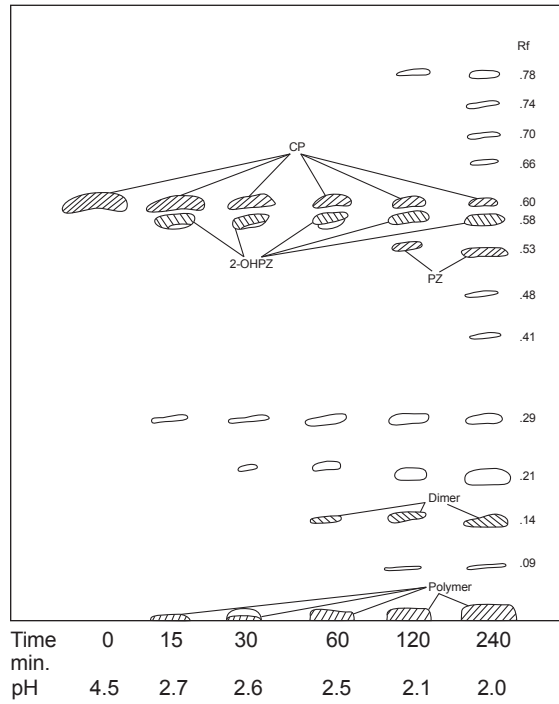 Rf
.78
.74
.70
.66
CP
.60
.58
2-OHPZ
.53
PZ
.48
.41
.29
.21
Dimer
.14
.09
Polymer
Time 0 15 30 60 120 240
min.
pH 4.5 2.7 2.6 2.5 2.1 2.0